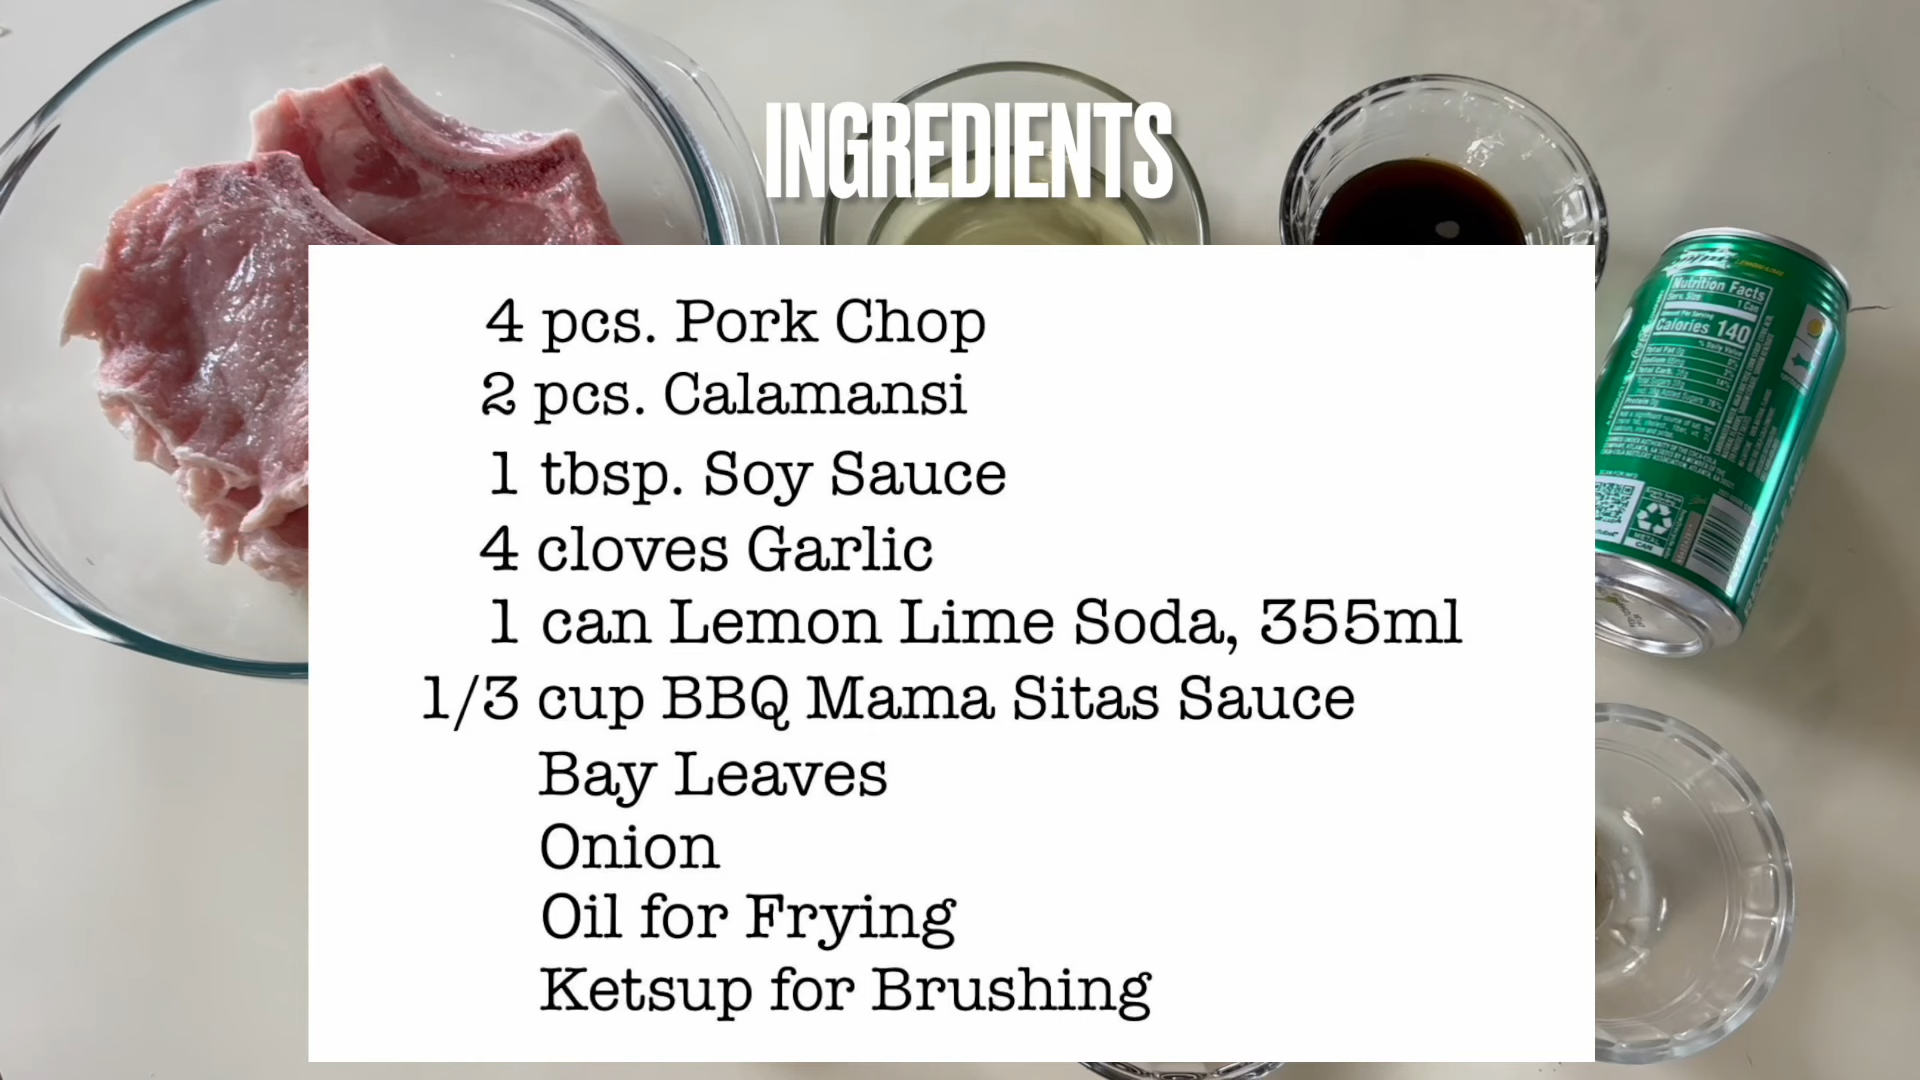 INGREDIENTS
4 pcs. Pork Chop
2 pcs. Calamansi
1 tbsp. Soy Sauce
4 cloves Garlic
1 can Lemon Lime Soda, 355ml
1/3 cup BBQ Mama Sitas Sauce
Bay Leaves
Onion
Oil for Frying
Ketsup for Brushing
Nutrition Facts
Calories 140